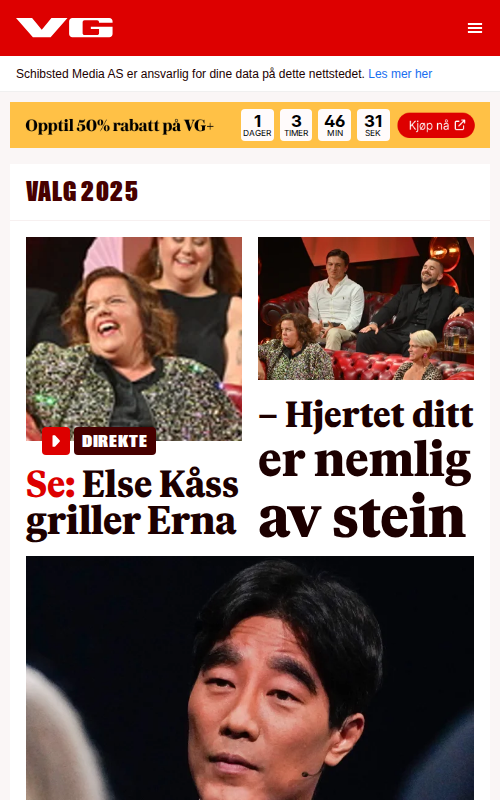 VG
Schibsted Media AS er ansvarlig for dine data på dette nettstedet. Les mer her
Opptil 50% rabatt på VG+
1 3 46 31
DAGER TIMER MIN SEK
Kjøp nå
VALG 2025
DIREKTE
Se: Else Kåss
griller Erna
– Hjertet ditt
er nemlig
av stein